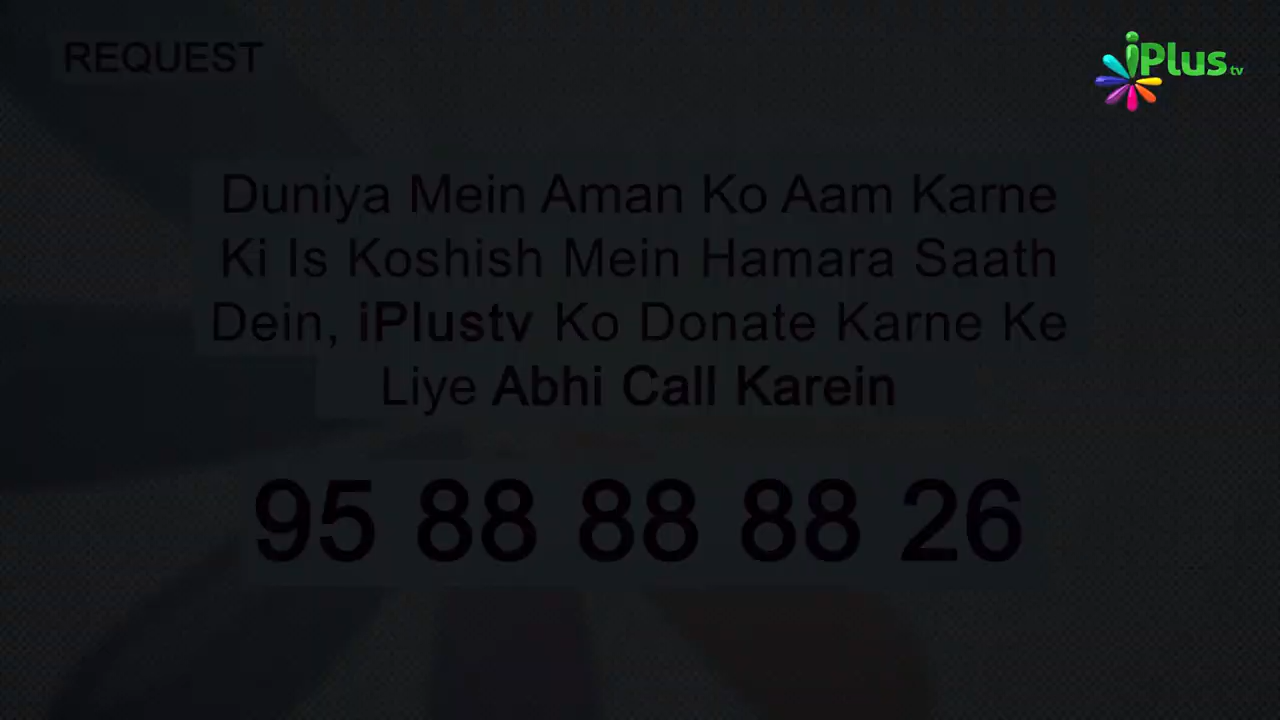 REQUEST
iPlus tv
Duniya Mein Aman Ko Aam Karne
Ki Is Koshish Mein Hamara Saath
Dein, iPlustv Ko Donate Karne Ke
Liye Abhi Call Karein
95 88 88 88 26